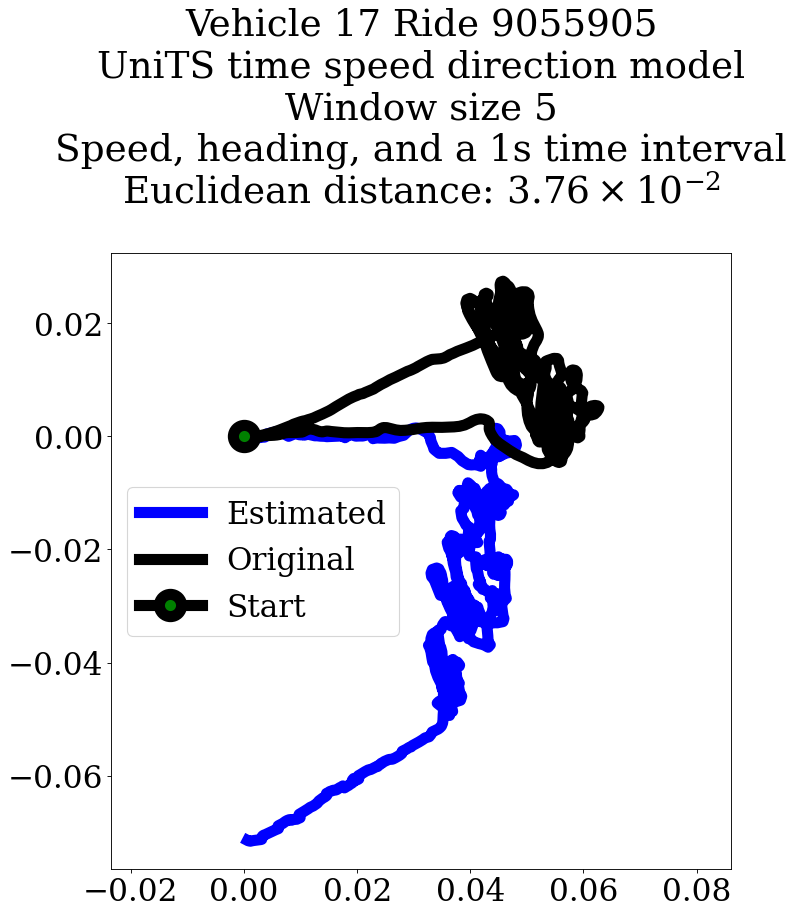 Vehicle 17 Ride 9055905
UniTS time speed direction model
Window size 5
Speed, heading, and a 1s time interval
Euclidean distance: 3.76 × 10⁻²
0.02
0.00
−0.02
−0.04
−0.06
Estimated
Original
Start
−0.02 0.00 0.02 0.04 0.06 0.08